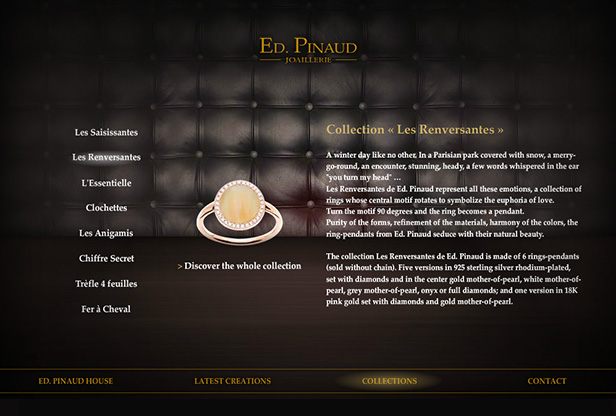 ED. PINAUD
JOAILLERIE
Les Saisissantes
Les Renversantes
L'Essentielle
Clochettes
Les Anigamis
Chiffre Secret
Trèfle 4 feuilles
Fer à Cheval
> Discover the whole collection
Collection « Les Renversantes »
A winter day like no other. In a Parisian park covered with snow, a merry-
go-round, an encounter, stunning, heady, a few words whispered in the ear
"you turn my head" ...
Les Renversantes de Ed. Pinaud represent all these emotions, a collection of
rings whose central motif rotates to symbolize the euphoria of love.
Turn the motif 90 degrees and the ring becomes a pendant.
Purity of the forms, refinement of the materials, harmony of the colors, the
ring-pendants from Ed. Pinaud seduce with their natural beauty.
The collection Les Renversantes de Ed. Pinaud is made of 6 rings-pendants
(sold without chain). Five versions in 925 sterling silver rhodium-plated,
set with diamonds and in the center gold mother-of-pearl, white mother-of-
pearl, grey mother-of-pearl, onyx or full diamonds; and one version in 18K
pink gold set with diamonds and gold mother-of-pearl.
ED. PINAUD HOUSE
LATEST CREATIONS
COLLECTIONS
CONTACT